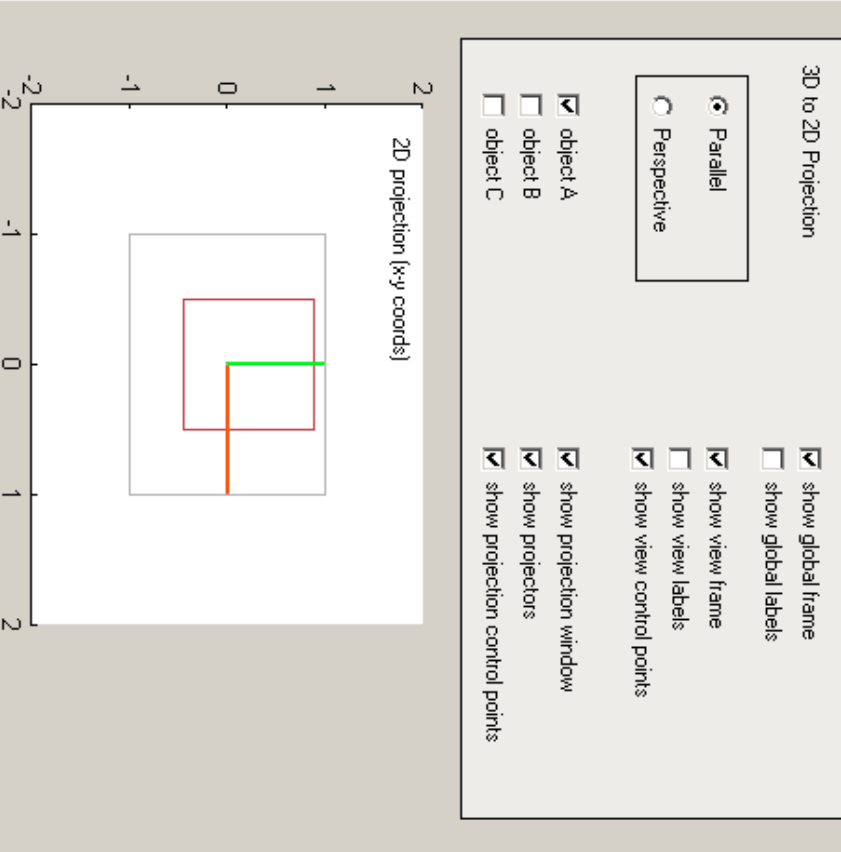 3D to 2D Projection
Parallel
Perspective
object A
object B
object C
show global frame
show global labels
show view frame
show view labels
show view control points
show projection window
show projectors
show projection control points
2D projection (x-y coords)
2
1
0
-1
-2
-2
-1
0
1
2